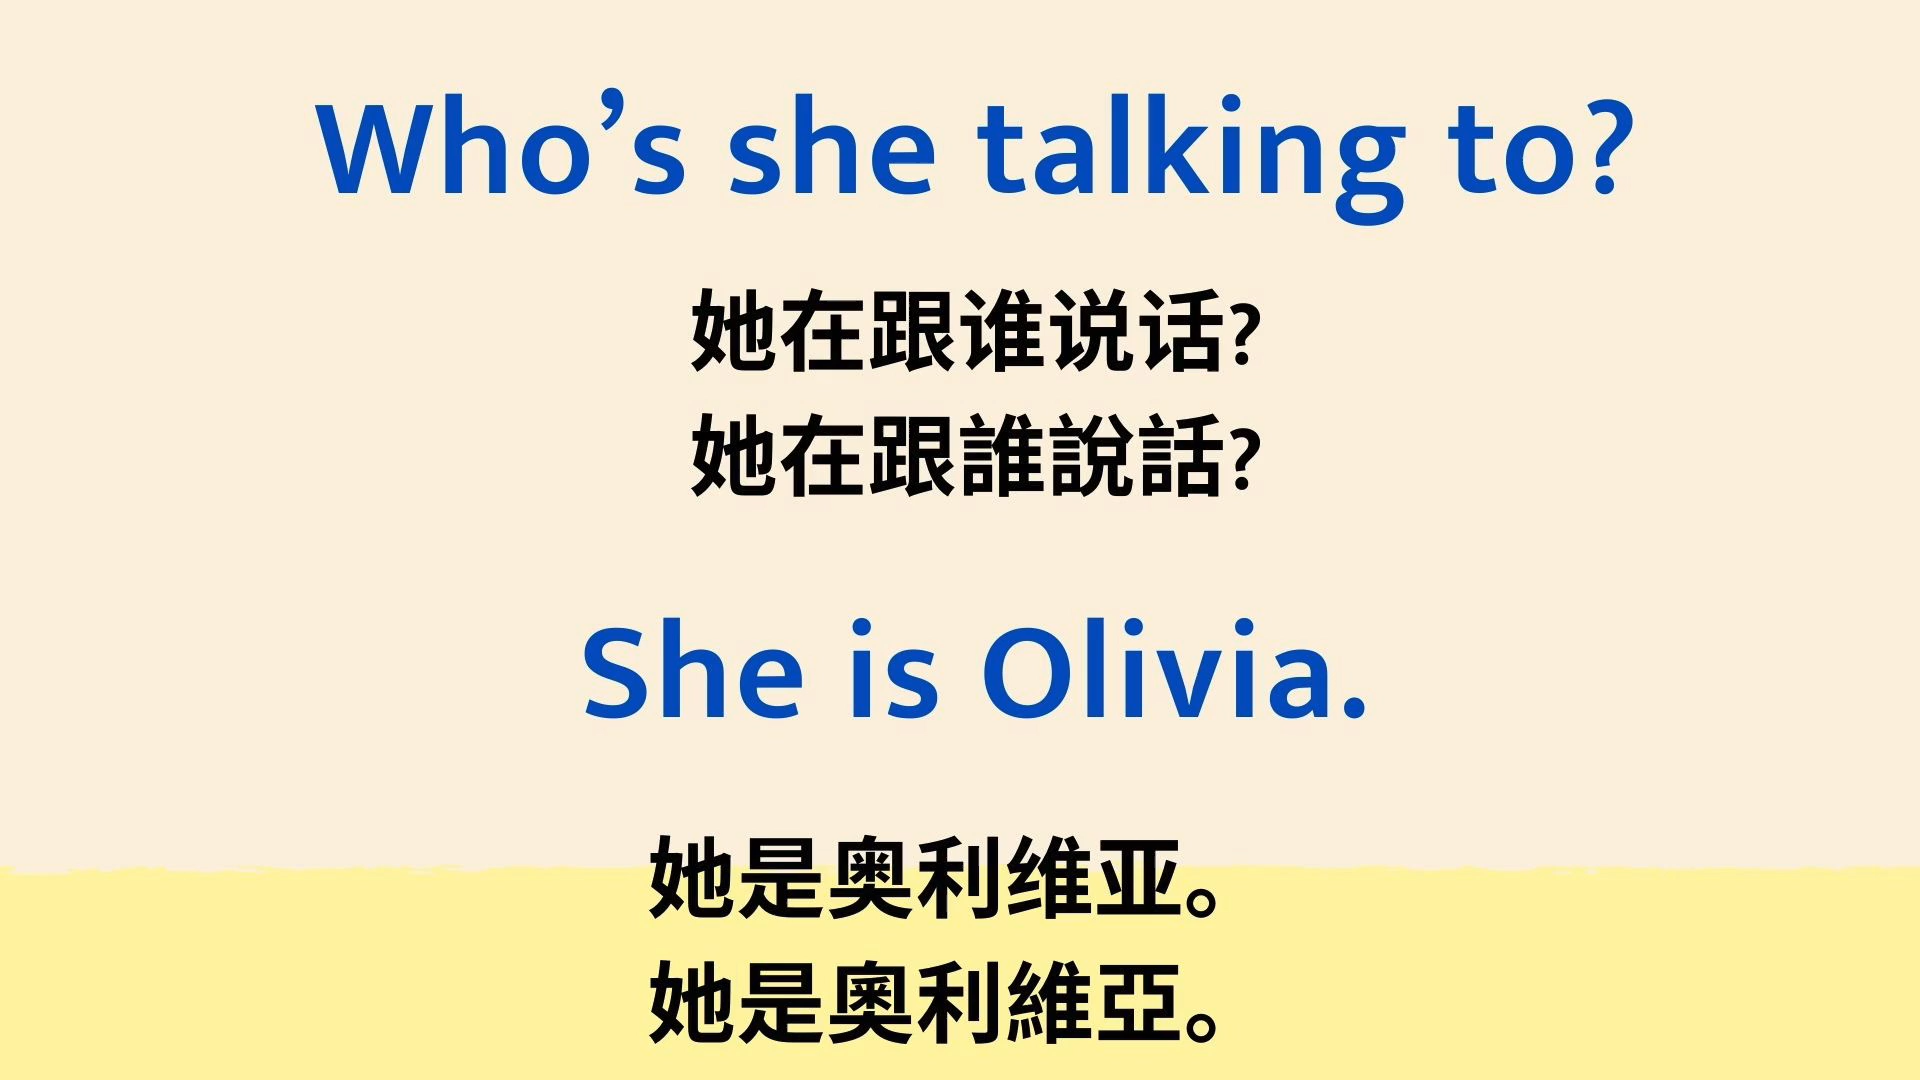 Who’s she talking to?
她在跟谁说话?
她在跟誰說話?
She is Olivia.
她是奥利维亚。
她是奧利維亞。